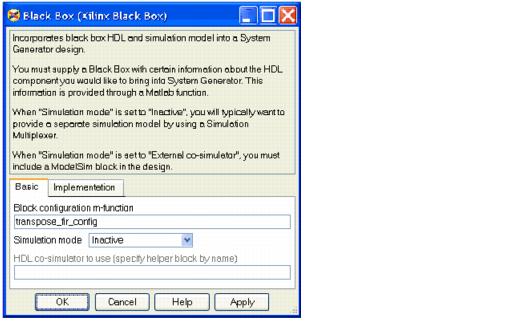 Black Box (Xilinx Black Box)
Incorporates black box HDL and simulation model into a System
Generator design.
You must supply a Black Box with certain information about the HDL
component you would like to bring into System Generator. This
information is provided through a Matlab function.
When "Simulation mode" is set to "Inactive", you will typically want to
provide a separate simulation model by using a Simulation
Multiplexer.
When "Simulation mode" is set to "External co-simulator", you must
include a ModelSim block in the design.
Basic Implementation
Block configuration m-function
transpose_fir_config
Simulation mode Inactive
HDL co-simulator to use (specify helper block by name)
OK Cancel Help Apply